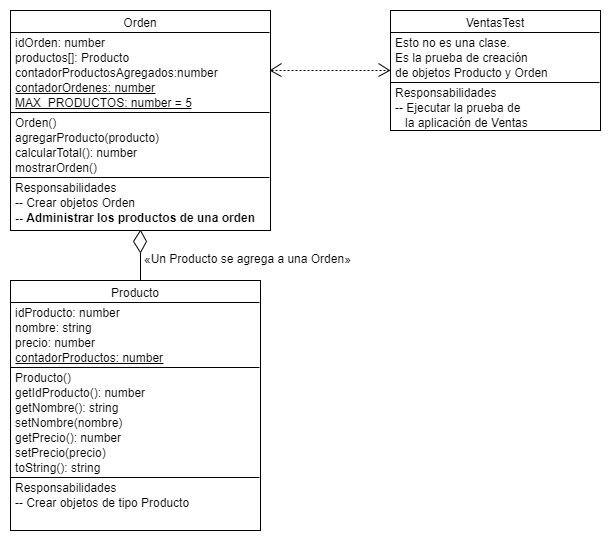 Orden
idOrden: number
productos[]: Producto
contadorProductosAgregados:number
contadorOrdenes: number
MAX_PRODUCTOS: number = 5
Orden()
agregarProducto(producto)
calcularTotal(): number
mostrarOrden()
Responsabilidades
-- Crear objetos Orden
-- Administrar los productos de una orden
VentasTest
Esto no es una clase.
Es la prueba de creación
de objetos Producto y Orden
Responsabilidades
-- Ejecutar la prueba de
la aplicación de Ventas
«Un Producto se agrega a una Orden»
Producto
idProducto: number
nombre: string
precio: number
contadorProductos: number
Producto()
getIdProducto(): number
getNombre(): string
setNombre(nombre)
getPrecio(): number
setPrecio(precio)
toString(): string
Responsabilidades
-- Crear objetos de tipo Producto